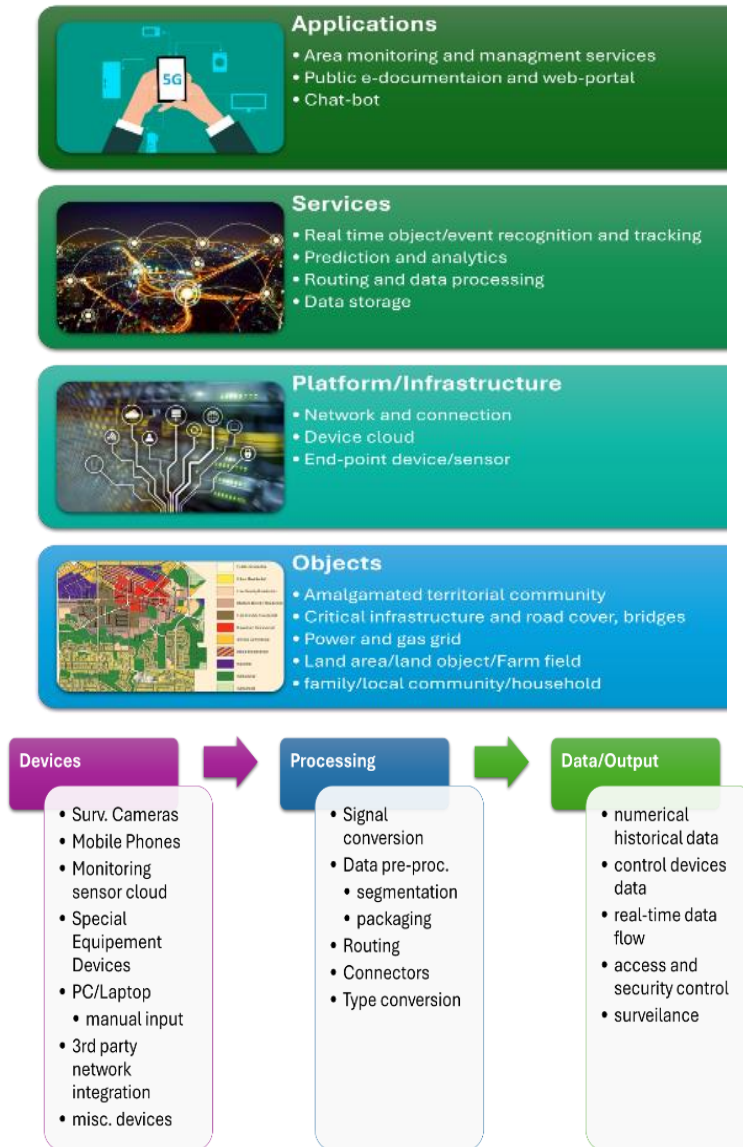 Applications
• Area monitoring and managment services
• Public e-documentaion and web-portal
• Chat-bot
5G
Services
• Real time object/event recognition and tracking
• Prediction and analytics
• Routing and data processing
• Data storage
Platform/Infrastructure
• Network and connection
• Device cloud
• End-point device/sensor
Objects
• Amalgamated territorial community
• Critical infrastructure and road cover, bridges
• Power and gas grid
• Land area/land object/Farm field
• family/local community/household
Devices
• Surv. Cameras
• Mobile Phones
• Monitoring
sensor cloud
• Special
Equipement
Devices
• PC/Laptop
• manual input
• 3rd party
network
integration
• misc. devices
Processing
• Signal
conversion
• Data pre-proc.
• segmentation
• packaging
• Routing
• Connectors
• Type conversion
Data/Output
• numerical
historical data
• control devices
data
• real-time data
flow
• access and
security control
• surveilance